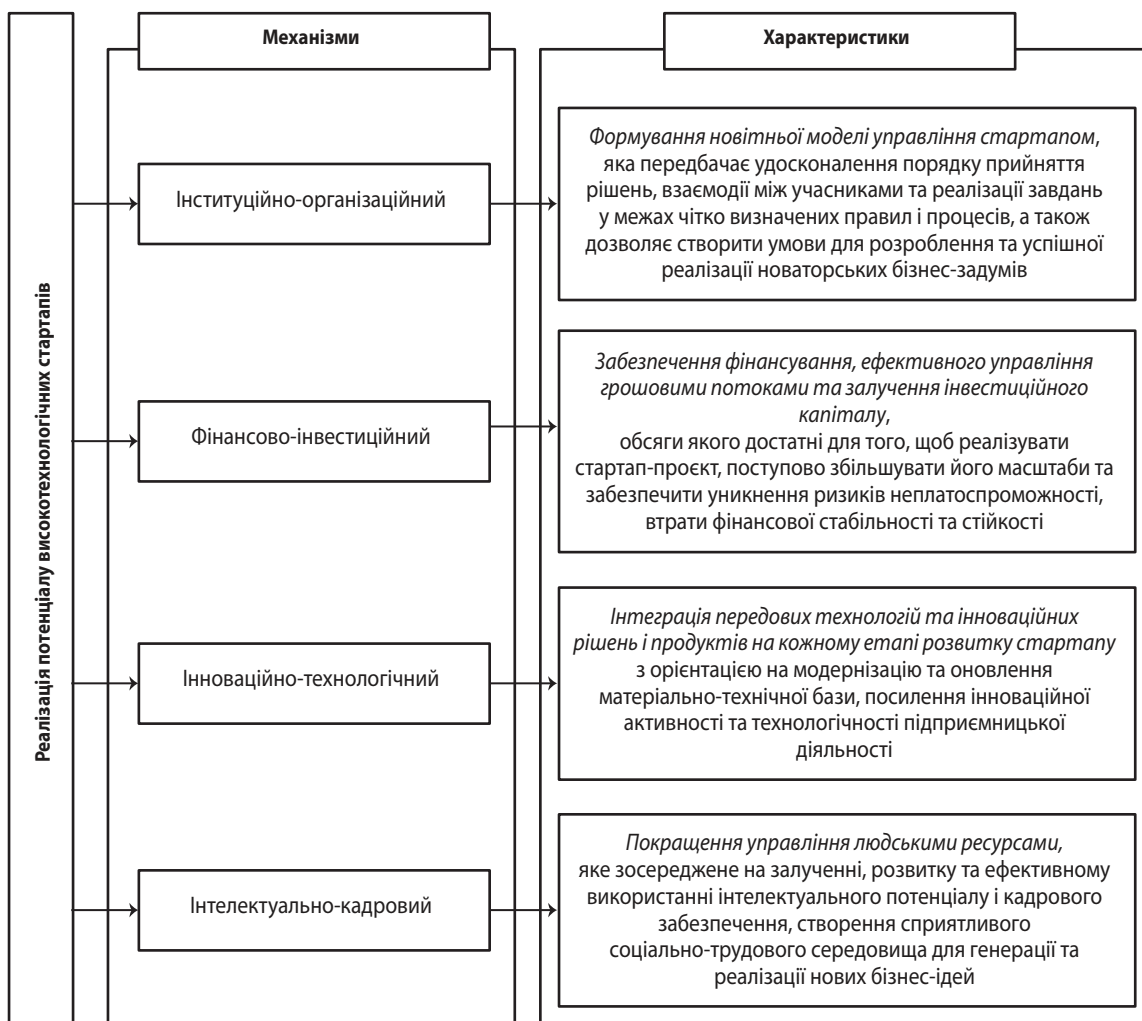 Реалізація потенціалу високотехнологічних стартапів
Механізми
Характеристики
Інституційно-організаційний
Формування новітньої моделі управління стартапом,
яка передбачає удосконалення порядку прийняття
рішень, взаємодії між учасниками та реалізації завдань
у межах чітко визначених правил і процесів, а також
дозволяє створити умови для розроблення та успішної
реалізації новаторських бізнес-задумів
Фінансово-інвестиційний
Забезпечення фінансування, ефективного управління
грошовими потоками та залучення інвестиційного
капіталу,
обсяги якого достатні для того, щоб реалізувати
стартап-проєкт, поступово збільшувати його масштаби та
забезпечити уникнення ризиків неплатоспроможності,
втрати фінансової стабільності та стійкості
Інноваційно-технологічний
Інтеграція передових технологій та інноваційних
рішень і продуктів на кожному етапі розвитку стартапу
з орієнтацією на модернізацію та оновлення
матеріально-технічної бази, посилення інноваційної
активності та технологічності підприємницької
діяльності
Інтелектуально-кадровий
Покращення управління людськими ресурсами,
яке зосереджене на залученні, розвитку та ефективному
використанні інтелектуального потенціалу і кадрового
забезпечення, створення сприятливого
соціально-трудового середовища для генерації та
реалізації нових бізнес-ідей